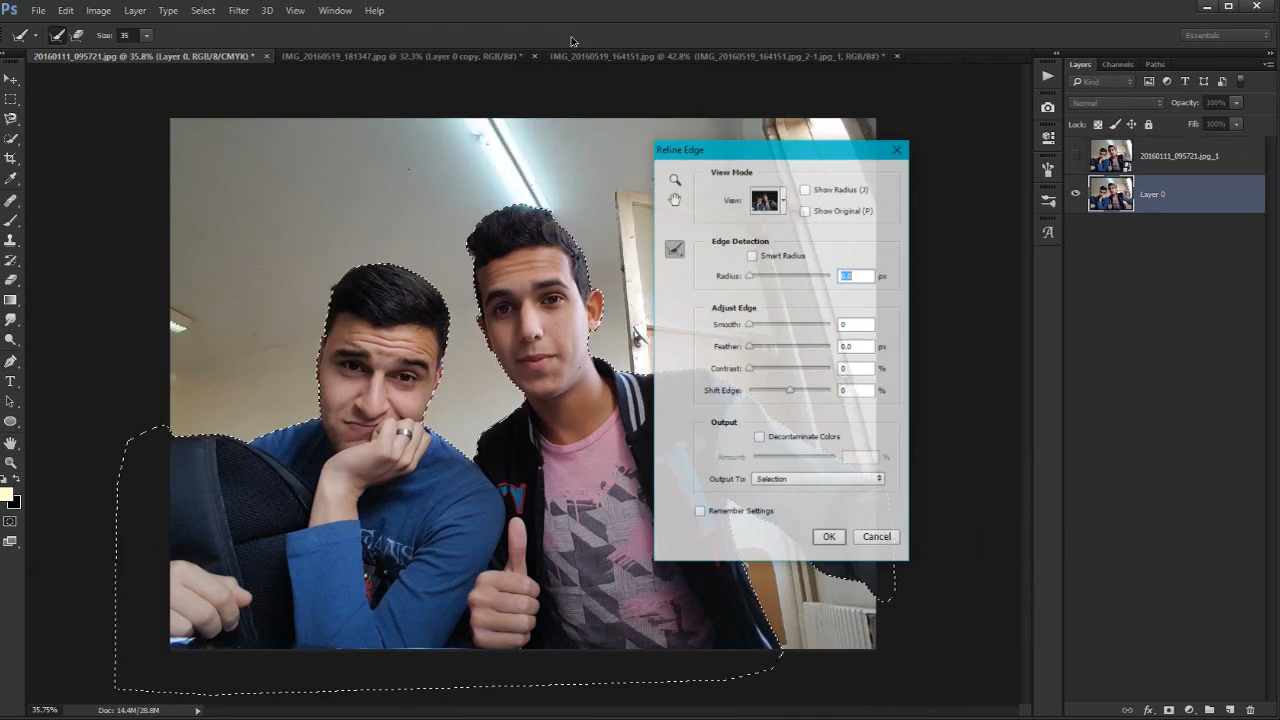 Ps File Edit Image Layer Type Select Filter 3D View Window Help
Size: 35
Essentials
20160111_095721.jpg @ 35.8% (Layer 0, RGB/8/CMYK) * ×
IMG_20160519_181347.jpg @ 32.3% (Layer 0 copy, RGB/8#) * ×
IMG_20160519_164151.jpg @ 42.8% (IMG_20160519_164151.jpg_2-1.jpg_1, RGB/8#) * ×
Layers Channels Paths
Kind
Normal Opacity: 100%
Lock: Fill: 100%
20160111_095721.jpg_1
Layer 0
Refine Edge
View Mode
View:
Show Radius (J)
Show Original (P)
Edge Detection
Smart Radius
Radius: 0.0 px
Adjust Edge
Smooth: 0
Feather: 0.0 px
Contrast: 0 %
Shift Edge: 0 %
Output
Decontaminate Colors
Amount: %
Output To: Selection
Remember Settings
OK Cancel
35.75% Doc: 14.4M/28.8M